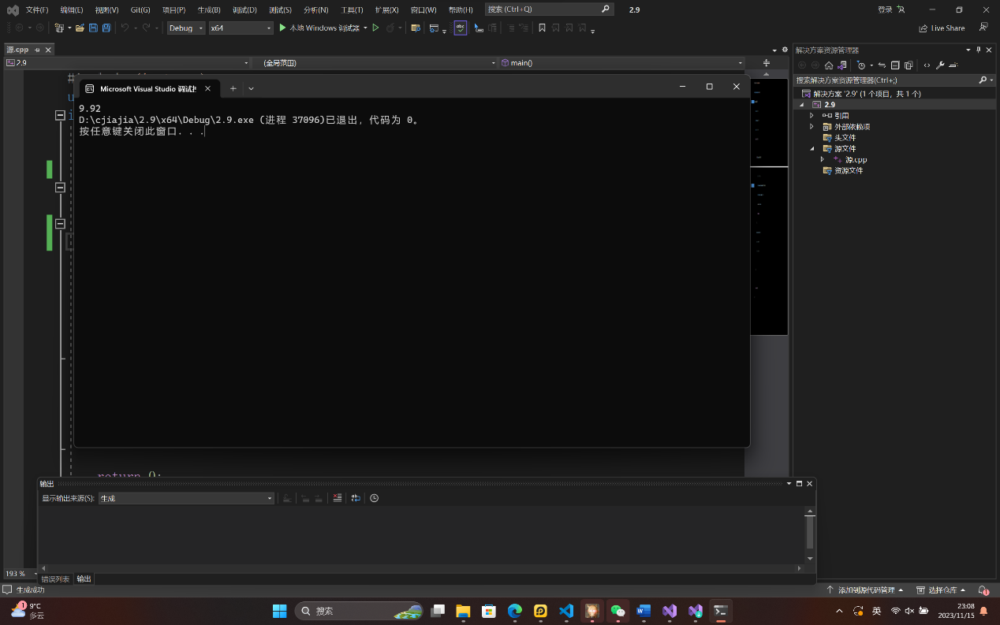 文件(F) 编辑(E) 视图(V) Git(G) 项目(P) 生成(B) 调试(D) 测试(S) 分析(N) 工具(T) 扩展(X) 窗口(W) 帮助(H) 搜索 (Ctrl+Q) 2.9 登录
Debug x64 本地 Windows 调试器 Live Share
源.cpp
2.9 (全局范围) main()
Microsoft Visual Studio 调试
9.92
D:\cjiajia\2.9\x64\Debug\2.9.exe (进程 37096)已退出，代码为 0。
按任意键关闭此窗口. . .
解决方案资源管理器
搜索解决方案资源管理器(Ctrl+;)
解决方案 '2.9' (1 个项目，共 1 个)
2.9
引用
外部依赖项
头文件
源文件
源.cpp
资源文件
输出
显示输出来源(S): 生成
193 %
错误列表 输出
生成成功 添加到源代码管理 选择仓库 1
1 9°C
多云
搜索
英
23:08
2023/11/15